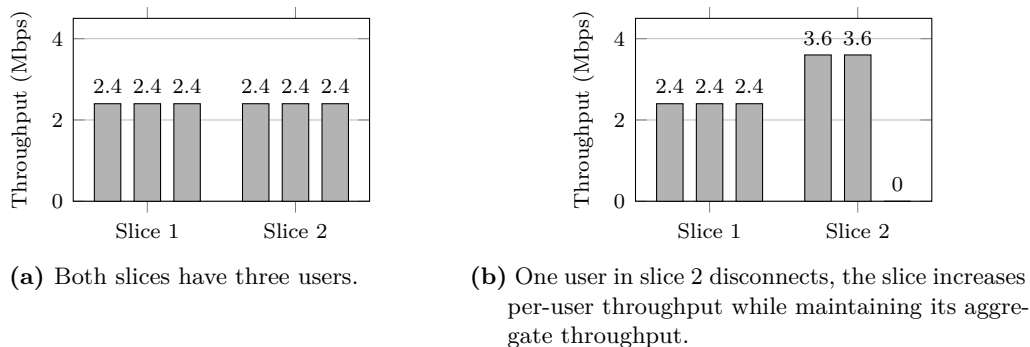 Throughput (Mbps)
4
2
0
2.4 2.4 2.4 2.4 2.4 2.4
Slice 1 Slice 2
(a) Both slices have three users.
Throughput (Mbps)
4
2
0
2.4 2.4 2.4 3.6 3.6 0
Slice 1 Slice 2
(b) One user in slice 2 disconnects, the slice increases
per-user throughput while maintaining its aggre-
gate throughput.